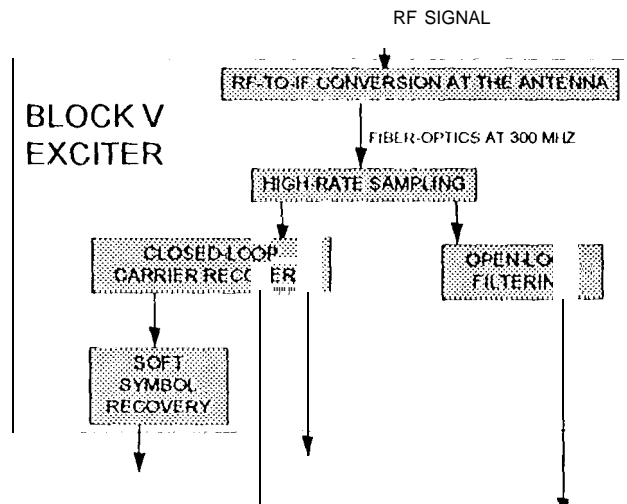 RF SIGNAL
RF-TO-IF CONVERSION AT THE ANTENNA
BLOCK V
EXCITER
FIBER-OPTICS AT 300 MHZ
HIGH-RATE SAMPLING
CLOSED-LOOP
CARRIER REC ER
OPEN-LO
FILTERIN
SOFT
SYMBOL
RECOVERY